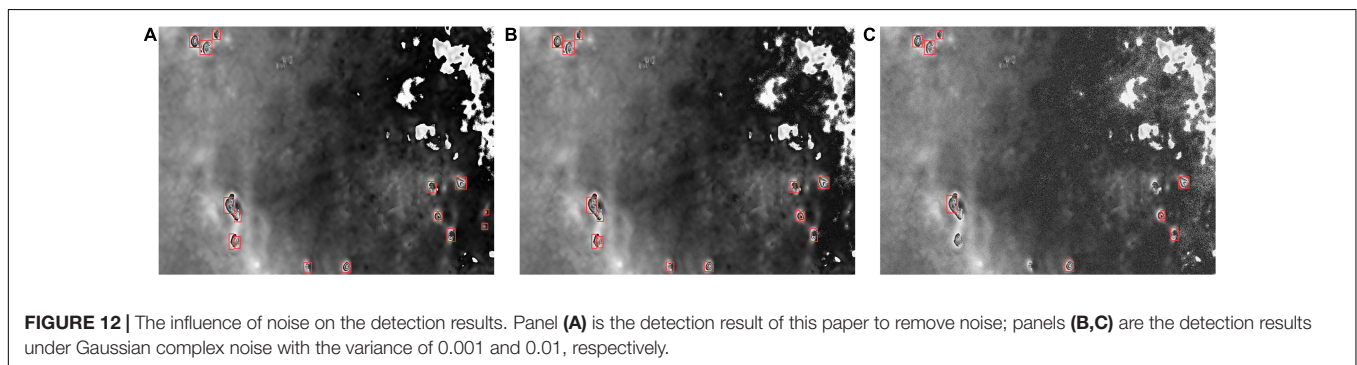 A
B
C
FIGURE 12 | The influence of noise on the detection results. Panel (A) is the detection result of this paper to remove noise; panels (B,C) are the detection results
under Gaussian complex noise with the variance of 0.001 and 0.01, respectively.